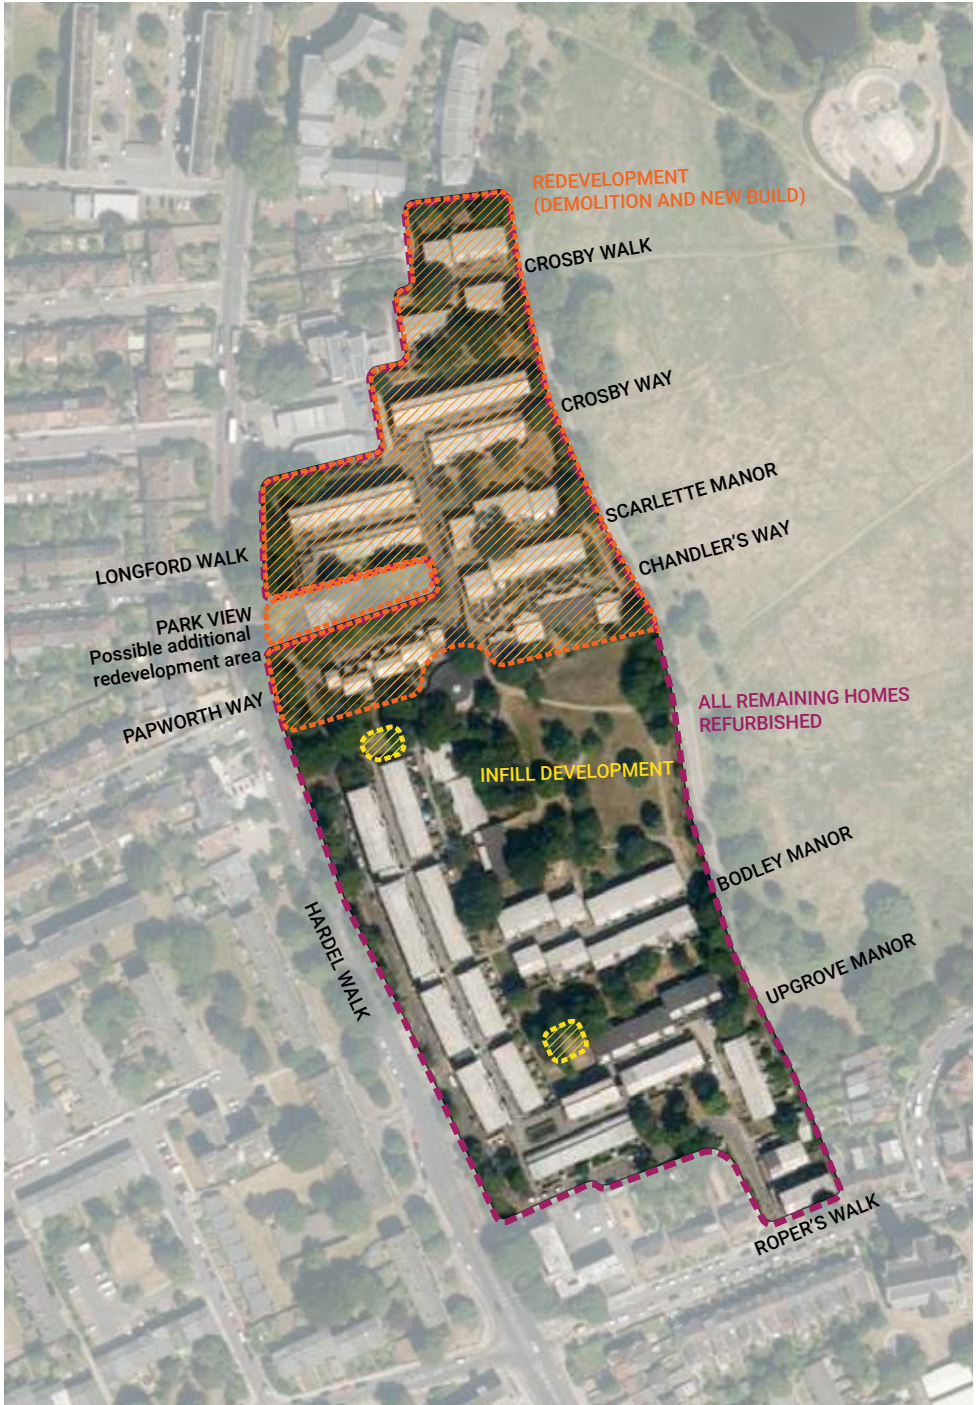 REDEVELOPMENT
(DEMOLITION AND NEW BUILD)
CROSBY WALK
CROSBY WAY
SCARLETTE MANOR
CHANDLER'S WAY
LONGFORD WALK
PARK VIEW
Possible additional
redevelopment area
PAPWORTH WAY
ALL REMAINING HOMES
REFURBISHED
INFILL DEVELOPMENT
BODLEY MANOR
HARDEL WALK
UPGROVE MANOR
ROPER'S WALK